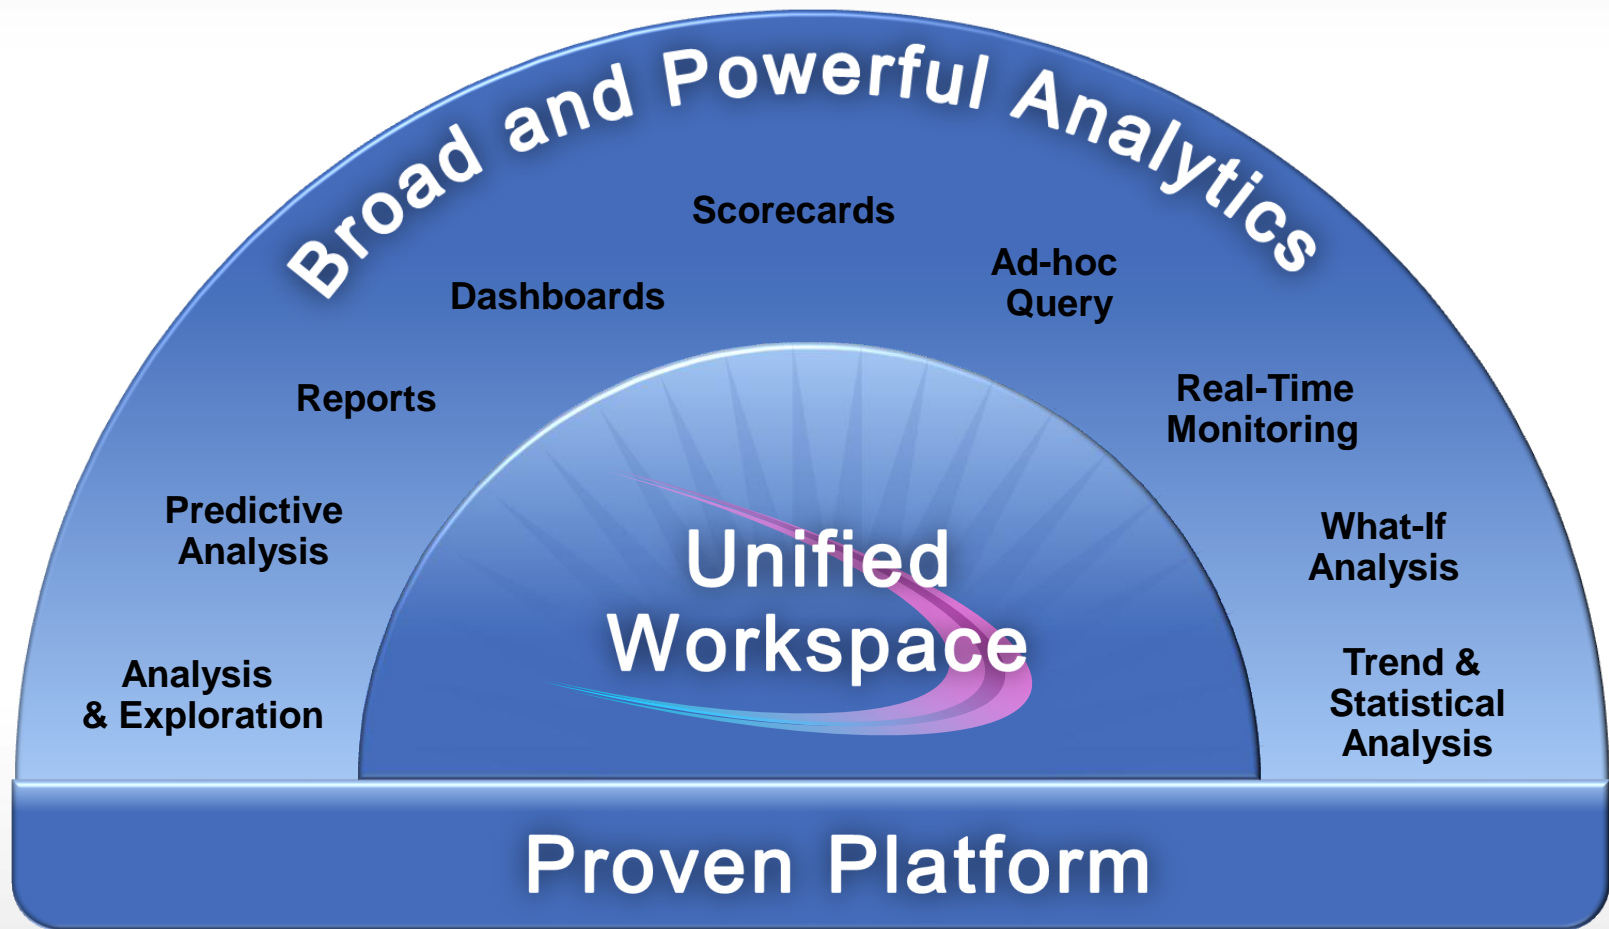 Broad and Powerful Analytics
Scorecards
Ad-hoc
Query
Dashboards
Reports
Real-Time
Monitoring
Predictive
Analysis
What-If
Analysis
Analysis
& Exploration
Trend &
Statistical
Analysis
Unified
Workspace
Proven Platform